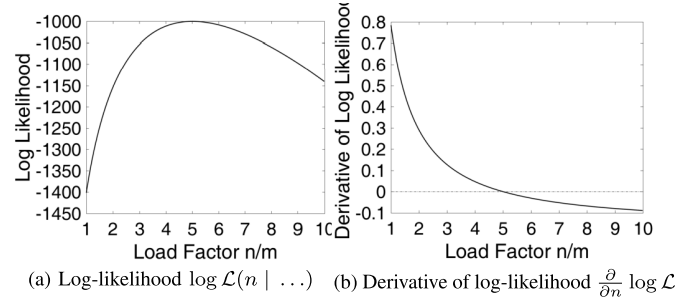 Log Likelihood
-1000
-1050
-1100
-1150
-1200
-1250
-1300
-1350
-1400
-1450
1 2 3 4 5 6 7 8 9 10
Load Factor n/m
(a) Log-likelihood log ℒ(n | ...)
Derivative of Log Likelihood
0.8
0.7
0.6
0.5
0.4
0.3
0.2
0.1
0
-0.1
1 2 3 4 5 6 7 8 9 10
Load Factor n/m
(b) Derivative of log-likelihood ∂/∂n log ℒ